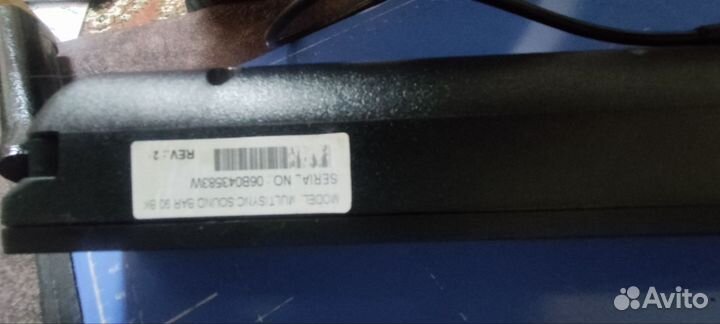 MODEL MULTISYNC SOUND BAR 90 BK
SERIAL NO : 06B043583W
REV.: 2
Avito